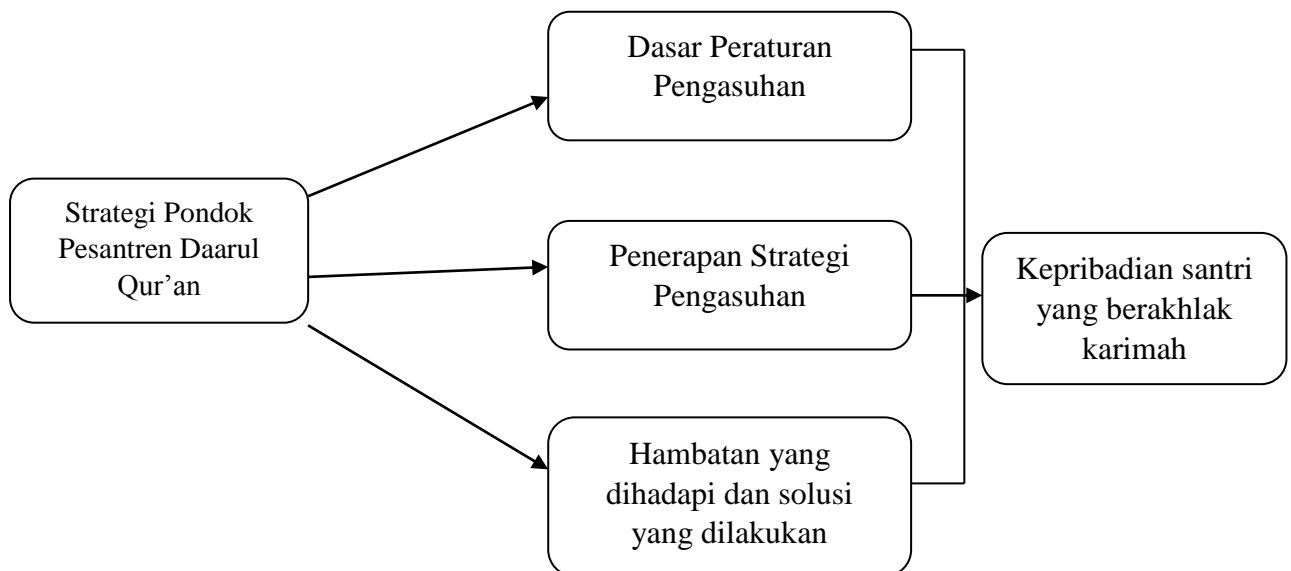 Strategi Pondok
Pesantren Daarul
Qur’an
Dasar Peraturan
Pengasuhan
Penerapan Strategi
Pengasuhan
Hambatan yang
dihadapi dan solusi
yang dilakukan
Kepribadian santri
yang berakhlak
karimah